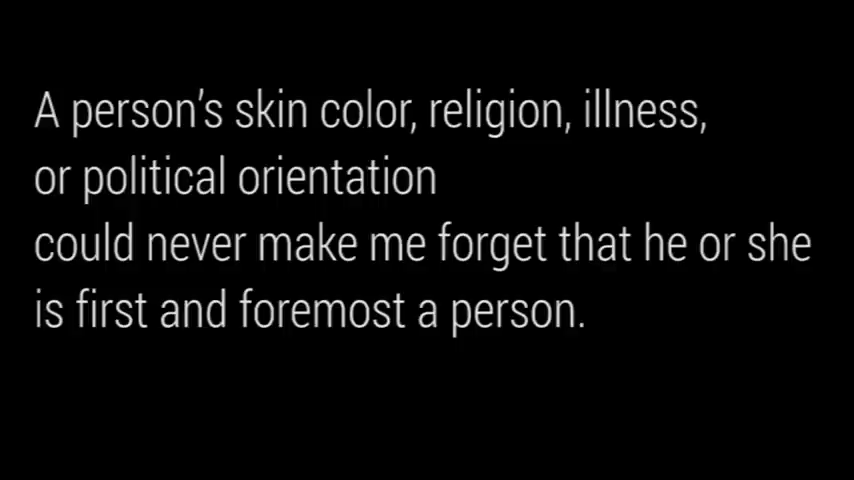 A person’s skin color, religion, illness,
or political orientation
could never make me forget that he or she
is first and foremost a person.